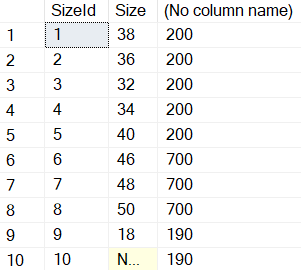 SizeId Size (No column name)
1 1 38 200
2 2 36 200
3 3 32 200
4 4 34 200
5 5 40 200
6 6 46 700
7 7 48 700
8 8 50 700
9 9 18 190
10 10 N... 190